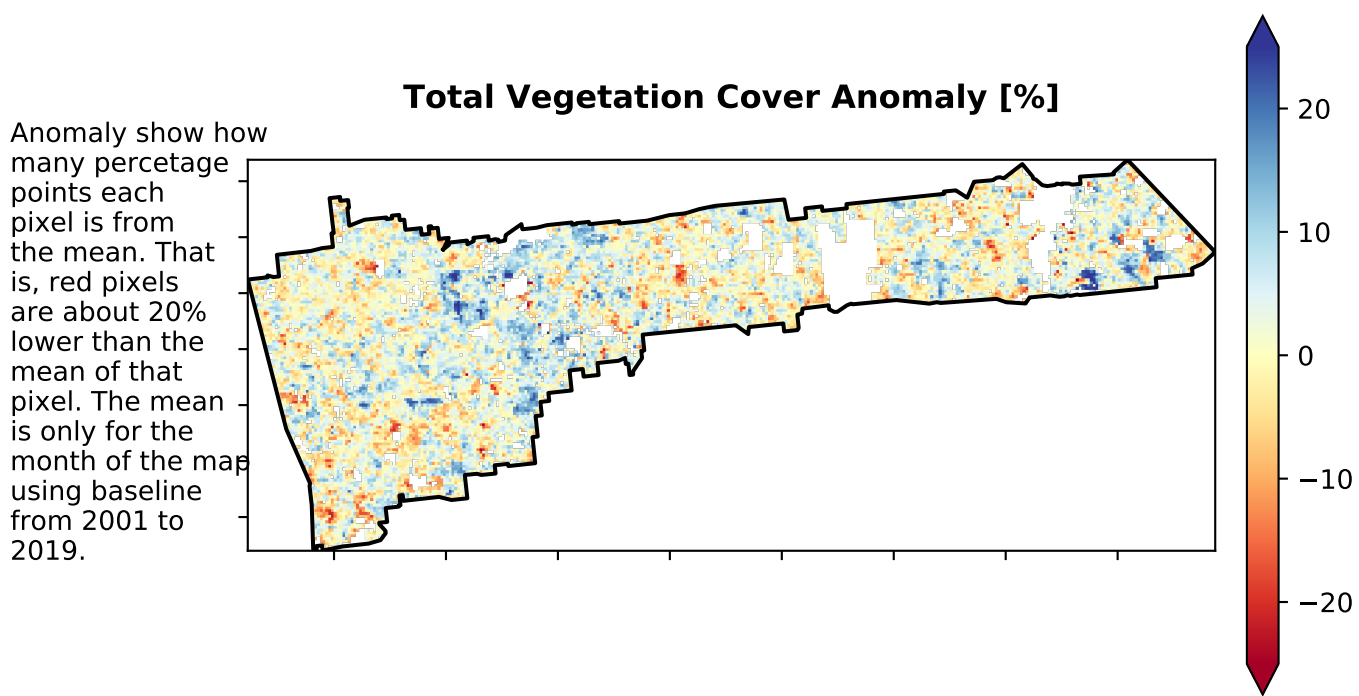 Total Vegetation Cover Anomaly [%]
Anomaly show how
many percetage
points each
pixel is from
the mean. That
is, red pixels
are about 20%
lower than the
mean of that
pixel. The mean
is only for the
month of the map
using baseline
from 2001 to
2019.
20
10
0
−10
−20